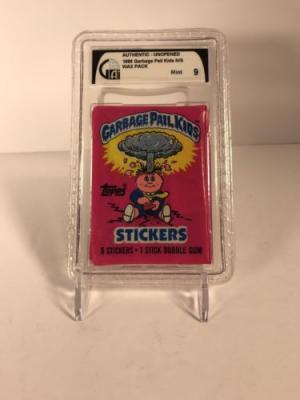 AUTHENTIC - UNOPENED
1986 Garbage Pail Kids N/S
WAX PACK
Mint 9
GAI
GARBAGE PAIL KIDS
Topps
STICKERS
5 STICKERS • 1 STICK BUBBLE GUM